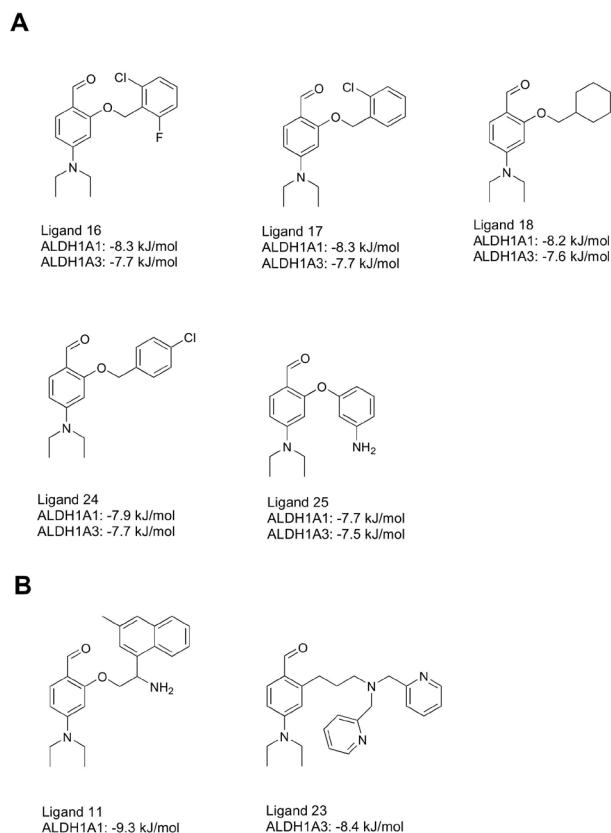 A
O
Cl
O
F
N
O
Cl
O
N
O
O
N
Ligand 16
ALDH1A1: -8.3 kJ/mol
ALDH1A3: -7.7 kJ/mol
Ligand 17
ALDH1A1: -8.3 kJ/mol
ALDH1A3: -7.7 kJ/mol
Ligand 18
ALDH1A1: -8.2 kJ/mol
ALDH1A3: -7.6 kJ/mol
O
Cl
O
N
O
O
NH2
N
Ligand 24
ALDH1A1: -7.9 kJ/mol
ALDH1A3: -7.7 kJ/mol
Ligand 25
ALDH1A1: -7.7 kJ/mol
ALDH1A3: -7.5 kJ/mol
B
O
O
NH2
N
O
N
N
N
N
Ligand 11
ALDH1A1: -9.3 kJ/mol
Ligand 23
ALDH1A3: -8.4 kJ/mol